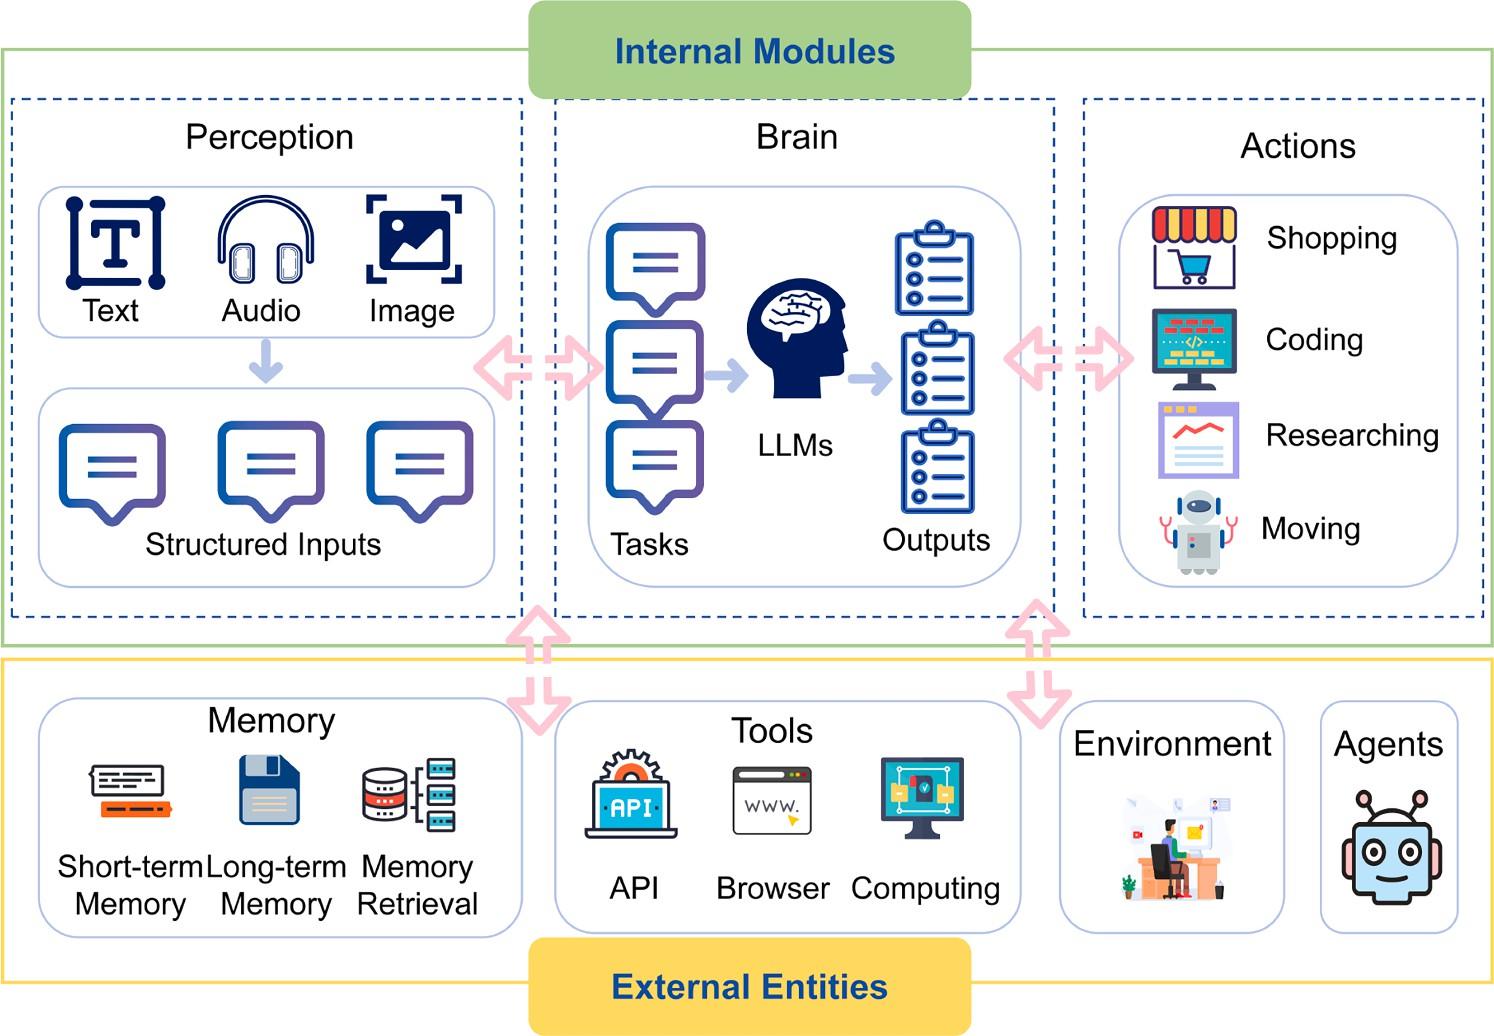 Internal Modules
Perception
Text
Audio
Image
Structured Inputs
Brain
Tasks
LLMs
Outputs
Actions
Shopping
</>
Coding
Researching
Moving
Memory
Short-term
Memory
Long-term
Memory
Memory
Retrieval
Tools
API
API
www.
Browser
Computing
Environment
Agents
External Entities